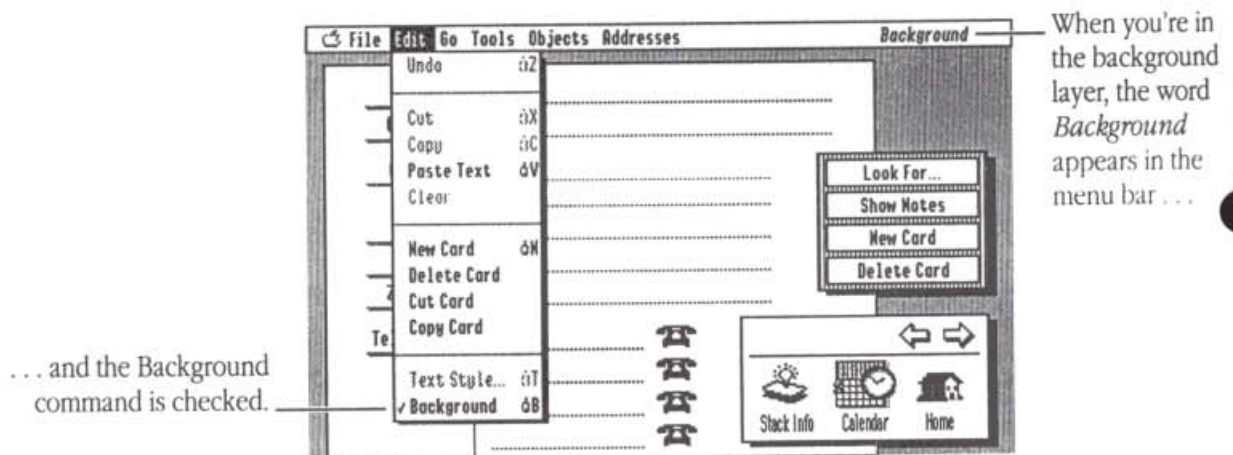 File Edit Go Tools Objects Addresses Background
When you're in
the background
layer, the word
Background
appears in the
menu bar . . .
Undo Z
Cut X
Copy C
Paste Text V
Clear
New Card N
Delete Card
Cut Card
Copy Card
Text Style... T
✓ Background B
Te
Look For...
Show Notes
New Card
Delete Card
Stack Info Calendar Home
. . . and the Background
command is checked.